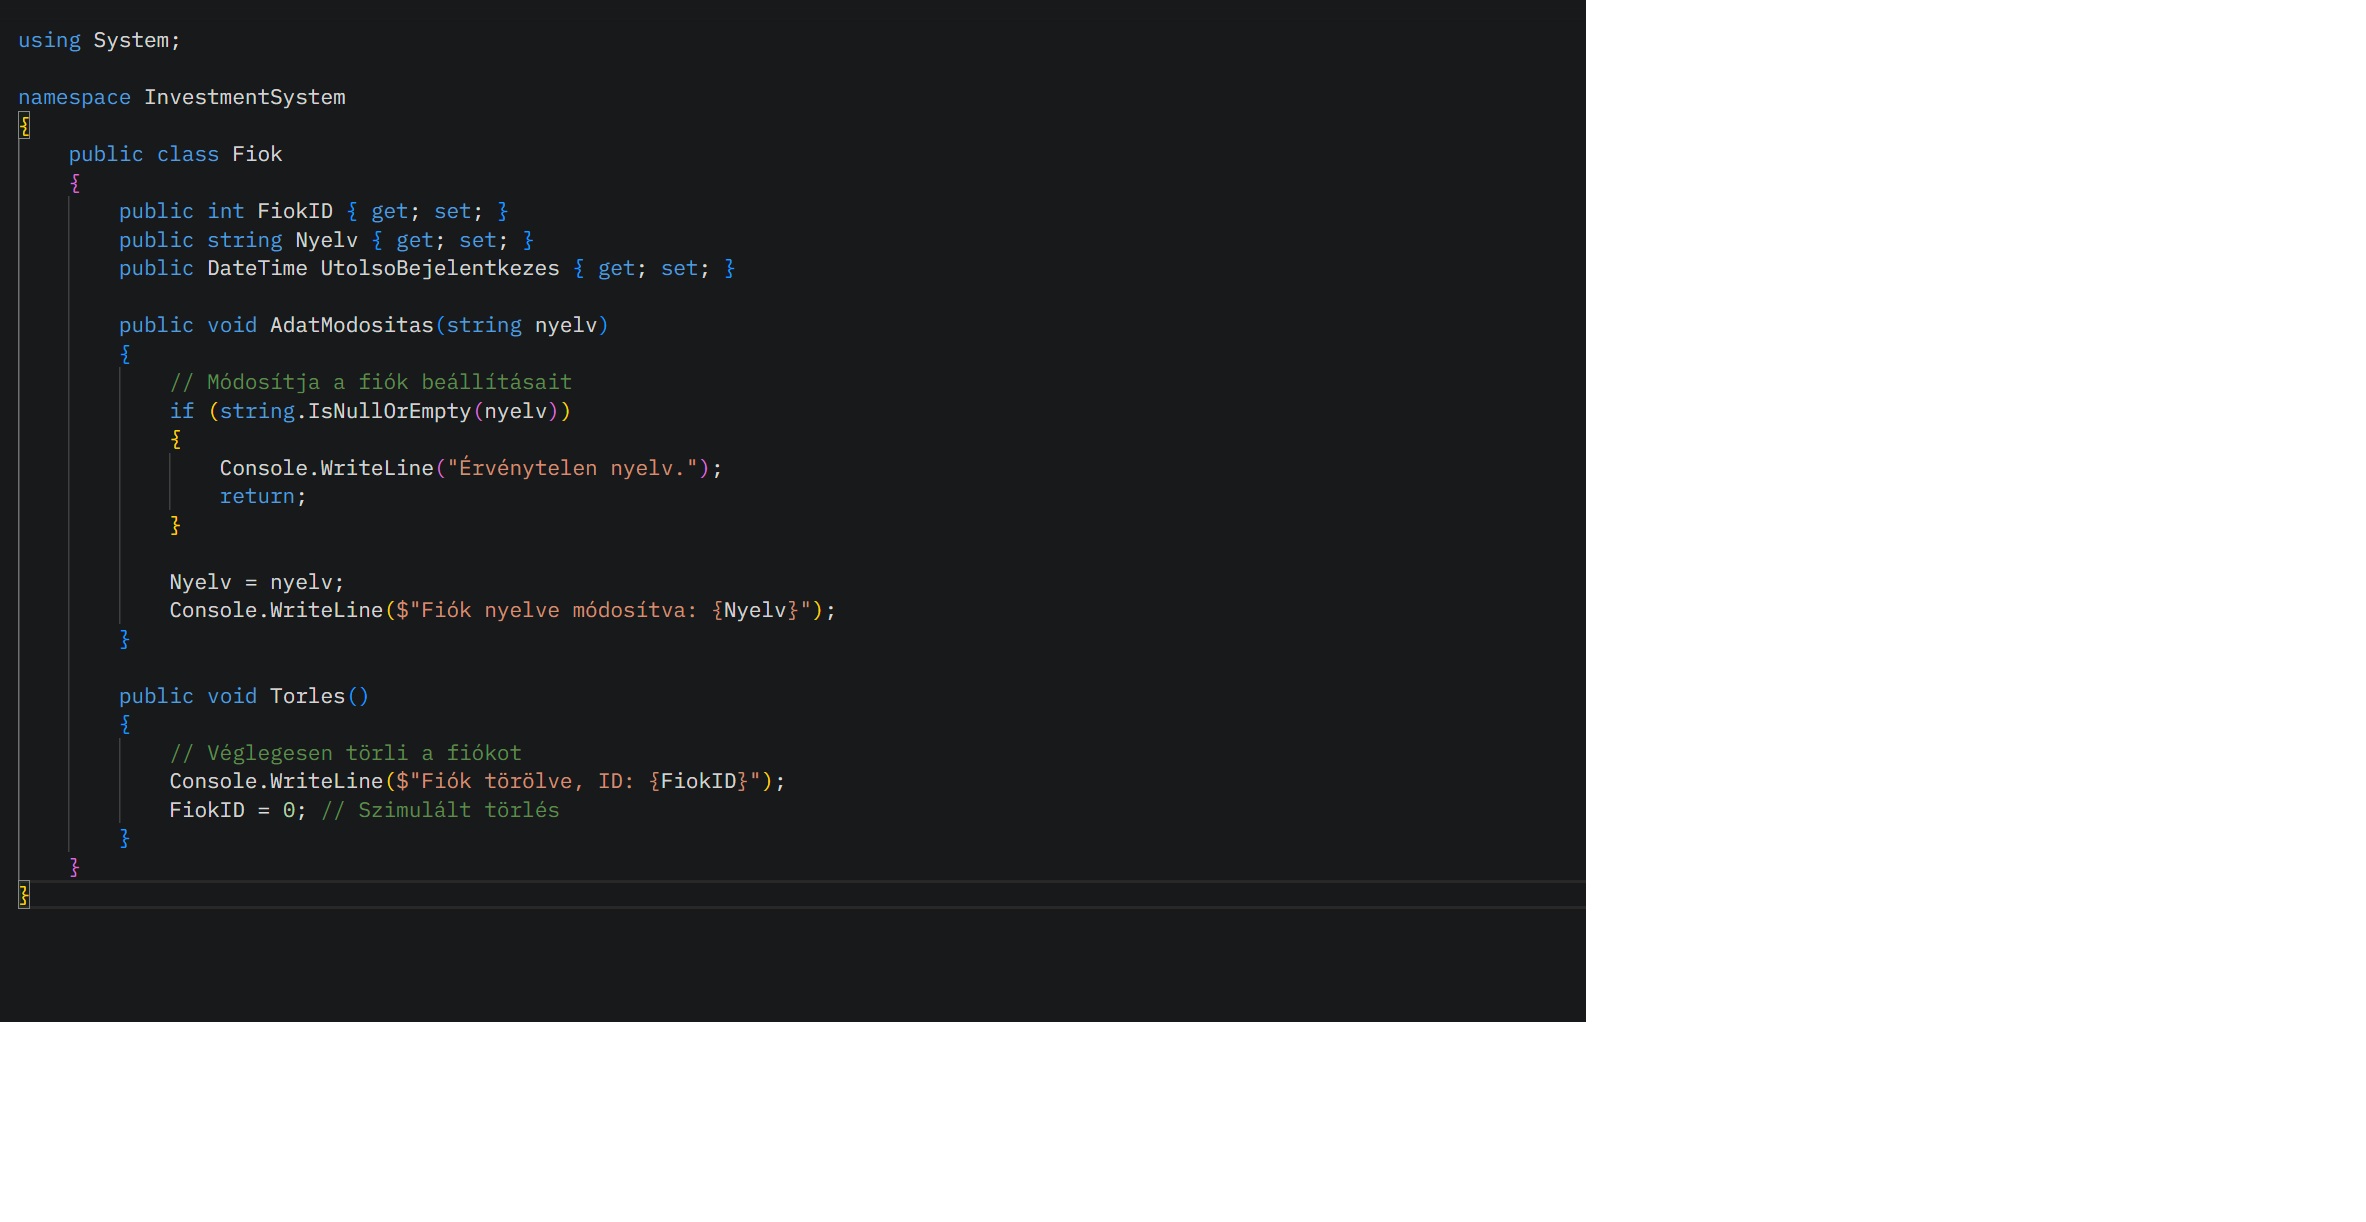 using System;
namespace InvestmentSystem
{
public class Fiok
{
public int FiokID { get; set; }
public string Nyelv { get; set; }
public DateTime UtolsoBejelentkezes { get; set; }
public void AdatModositas(string nyelv)
{
// Módosítja a fiók beállításait
if (string.IsNullOrEmpty(nyelv))
{
Console.WriteLine("Érvénytelen nyelv.");
return;
}
Nyelv = nyelv;
Console.WriteLine($"Fiók nyelve módosítva: {Nyelv}");
}
public void Torles()
{
// Véglegesen törli a fiókot
Console.WriteLine($"Fiók törölve, ID: {FiokID}");
FiokID = 0; // Szimulált törlés
}
}
}